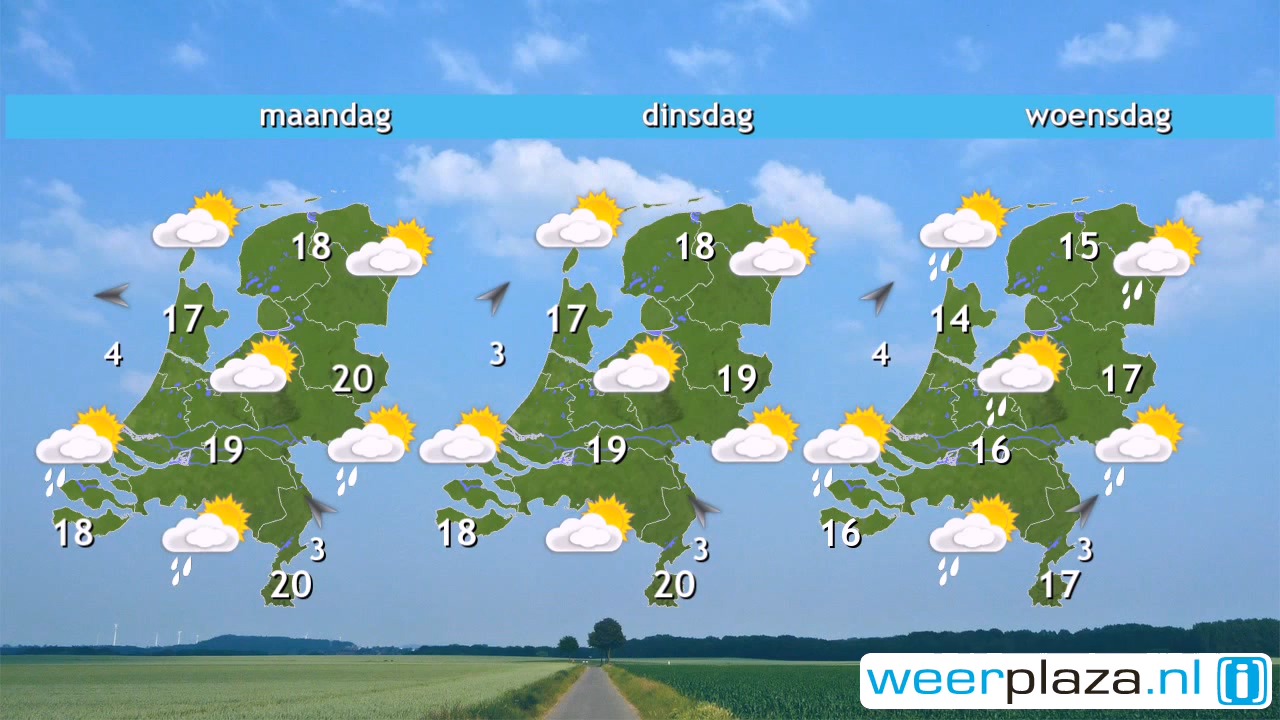 maandag dinsdag woensdag
18 18 15
17 17 14
4 3 4
20 19 17
19 19 16
18 18 16
3 3 3
20 20 17
weerplaza.nl i